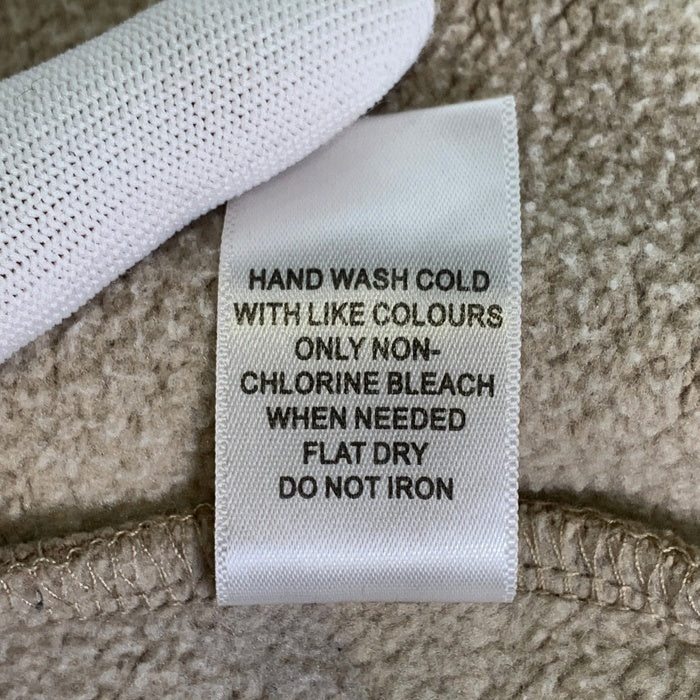 HAND WASH COLD
WITH LIKE COLOURS
ONLY NON-
CHLORINE BLEACH
WHEN NEEDED
FLAT DRY
DO NOT IRON